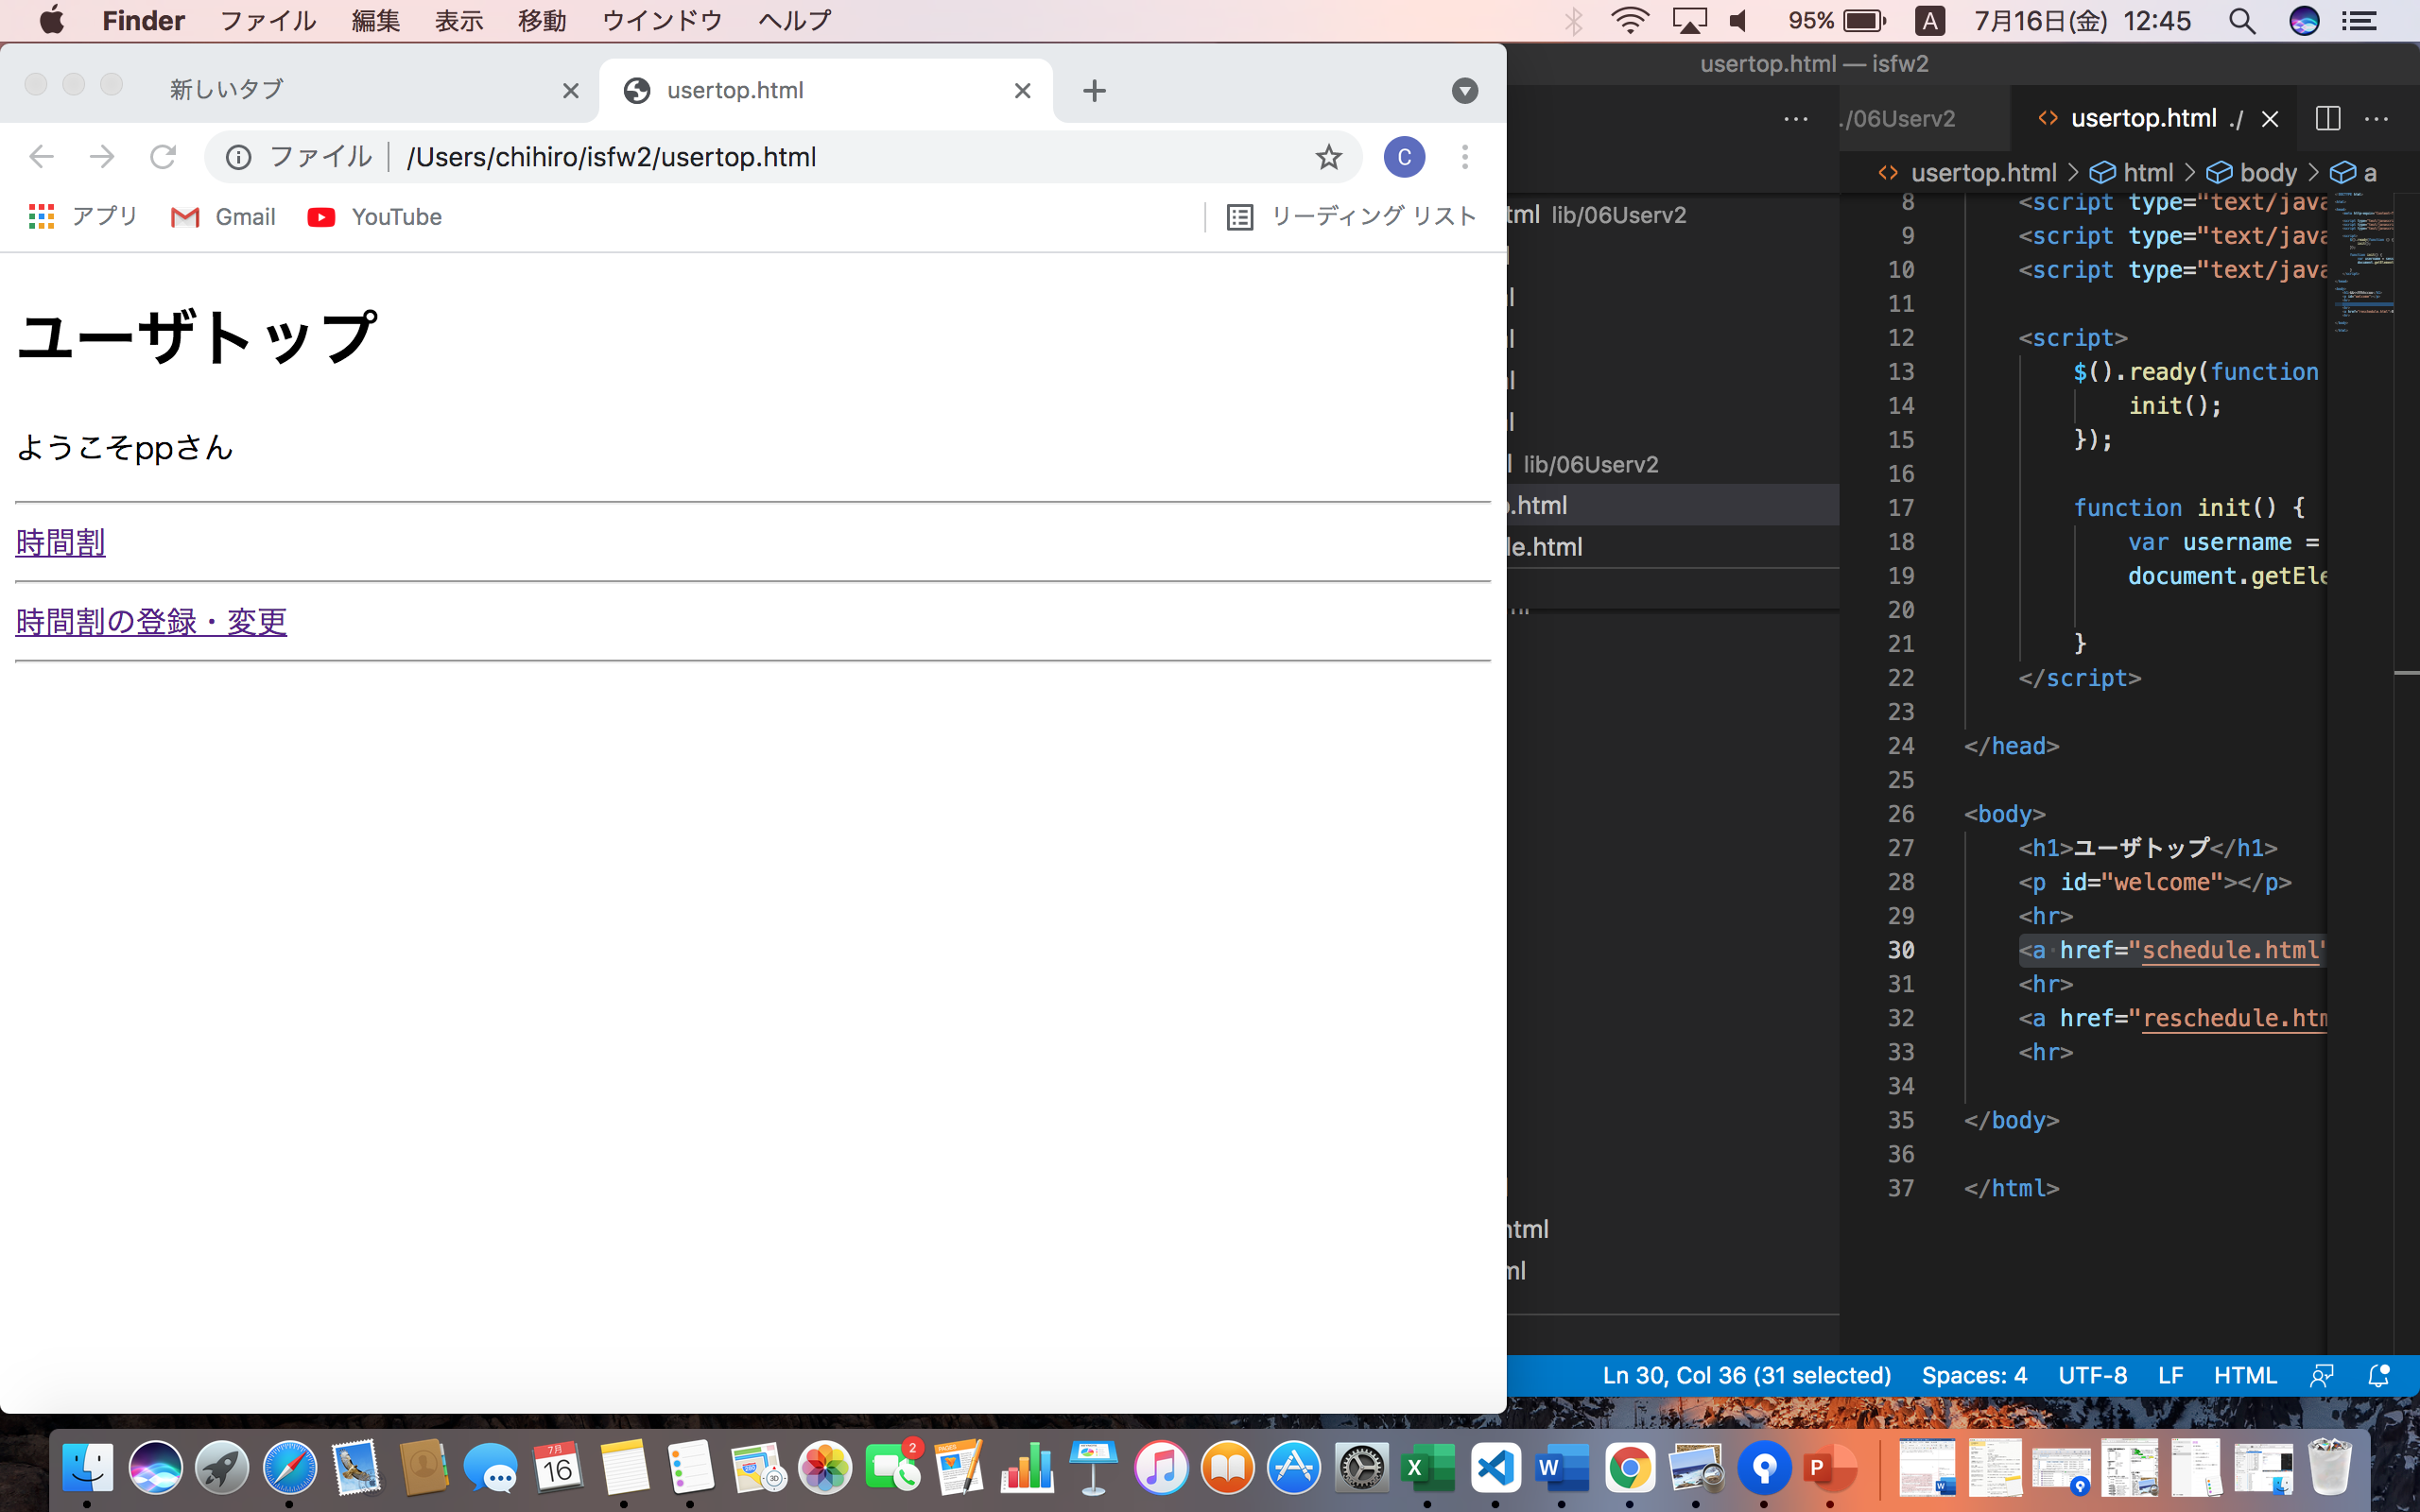 Finder ファイル 編集 表示 移動 ウインドウ ヘルプ 95% A 7月16日(金) 12:45
新しいタブ
usertop.html
ファイル | /Users/chihiro/isfw2/usertop.html
C
アプリ Gmail YouTube リーディング リスト
ユーザトップ
ようこそppさん
時間割
時間割の登録・変更
usertop.html — isfw2
./06Userv2
usertop.html ./
usertop.html > html > body > a
tml lib/06Userv2
l lib/06Userv2
.html
le.html
html
ml
8 <script type="text/java
9 <script type="text/java
10 <script type="text/java
11
12 <script>
13 $().ready(function
14 init();
15 });
16
17 function init() {
18 var username =
19 document.getEle
20
21 }
22 </script>
23
24 </head>
25
26 <body>
27 <h1>ユーザトップ</h1>
28 <p id="welcome"></p>
29 <hr>
30 <a href="schedule.html"
31 <hr>
32 <a href="reschedule.htm
33 <hr>
34
35 </body>
36
37 </html>
Ln 30, Col 36 (31 selected) Spaces: 4 UTF-8 LF HTML
7月
16
PAGES
3D
2
X
W
P